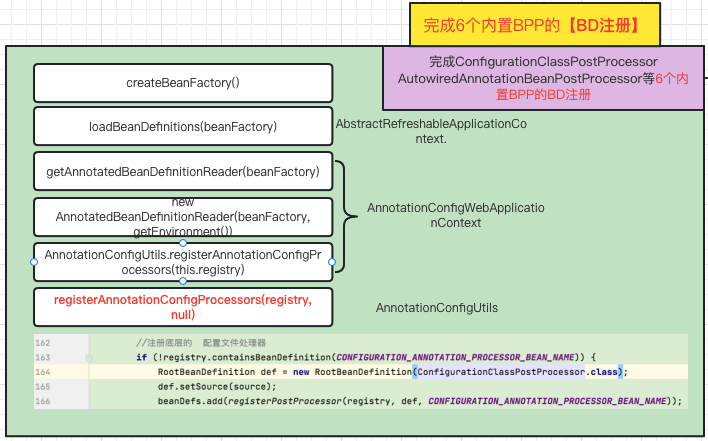 完成6个内置BPP的【BD注册】
完成ConfigurationClassPostProcessor
AutowiredAnnotationBeanPostProcessor等6个内
置BPP的BD注册
createBeanFactory()
loadBeanDefinitions(beanFactory)
AbstractRefreshableApplicationCo
ntext.
getAnnotatedBeanDefinitionReader(beanFactory)
new
AnnotatedBeanDefinitionReader(beanFactory,
getEnvironment())
AnnotationConfigWebApplicatio
nContext
AnnotationConfigUtils.registerAnnotationConfigPr
ocessors(this.registry)
registerAnnotationConfigProcessors(registry,
null)
AnnotationConfigUtils
162 //注册底层的 配置文件处理器
163 if (!registry.containsBeanDefinition(CONFIGURATION_ANNOTATION_PROCESSOR_BEAN_NAME)) {
164 RootBeanDefinition def = new RootBeanDefinition(ConfigurationClassPostProcessor.class);
165 def.setSource(source);
166 beanDefs.add(registerPostProcessor(registry, def, CONFIGURATION_ANNOTATION_PROCESSOR_BEAN_NAME));